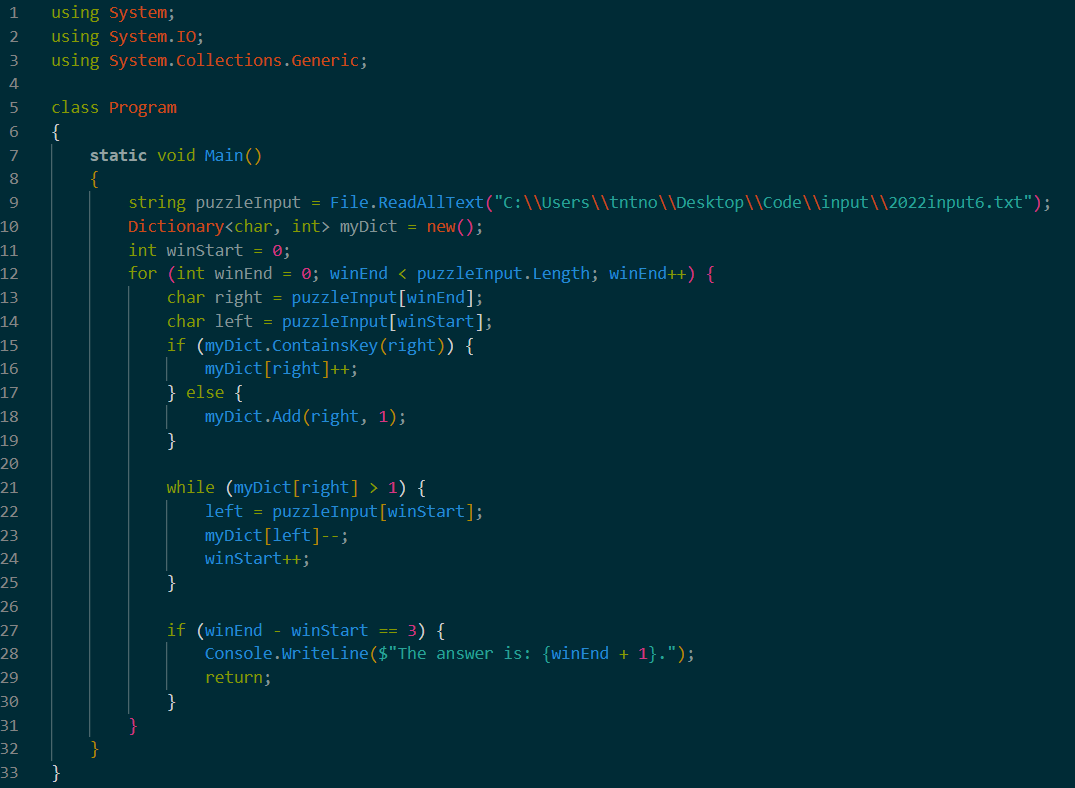 1 using System;
2 using System.IO;
3 using System.Collections.Generic;
4
5 class Program
6 {
7     static void Main()
8     {
9         string puzzleInput = File.ReadAllText("C:\\Users\\tntno\\Desktop\\Code\\input\\2022input6.txt");
10         Dictionary<char, int> myDict = new();
11         int winStart = 0;
12         for (int winEnd = 0; winEnd < puzzleInput.Length; winEnd++) {
13             char right = puzzleInput[winEnd];
14             char left = puzzleInput[winStart];
15             if (myDict.ContainsKey(right)) {
16                 myDict[right]++;
17             } else {
18                 myDict.Add(right, 1);
19             }
20
21             while (myDict[right] > 1) {
22                 left = puzzleInput[winStart];
23                 myDict[left]--;
24                 winStart++;
25             }
26
27             if (winEnd - winStart == 3) {
28                 Console.WriteLine($"The answer is: {winEnd + 1}.");
29                 return;
30             }
31         }
32     }
33 }